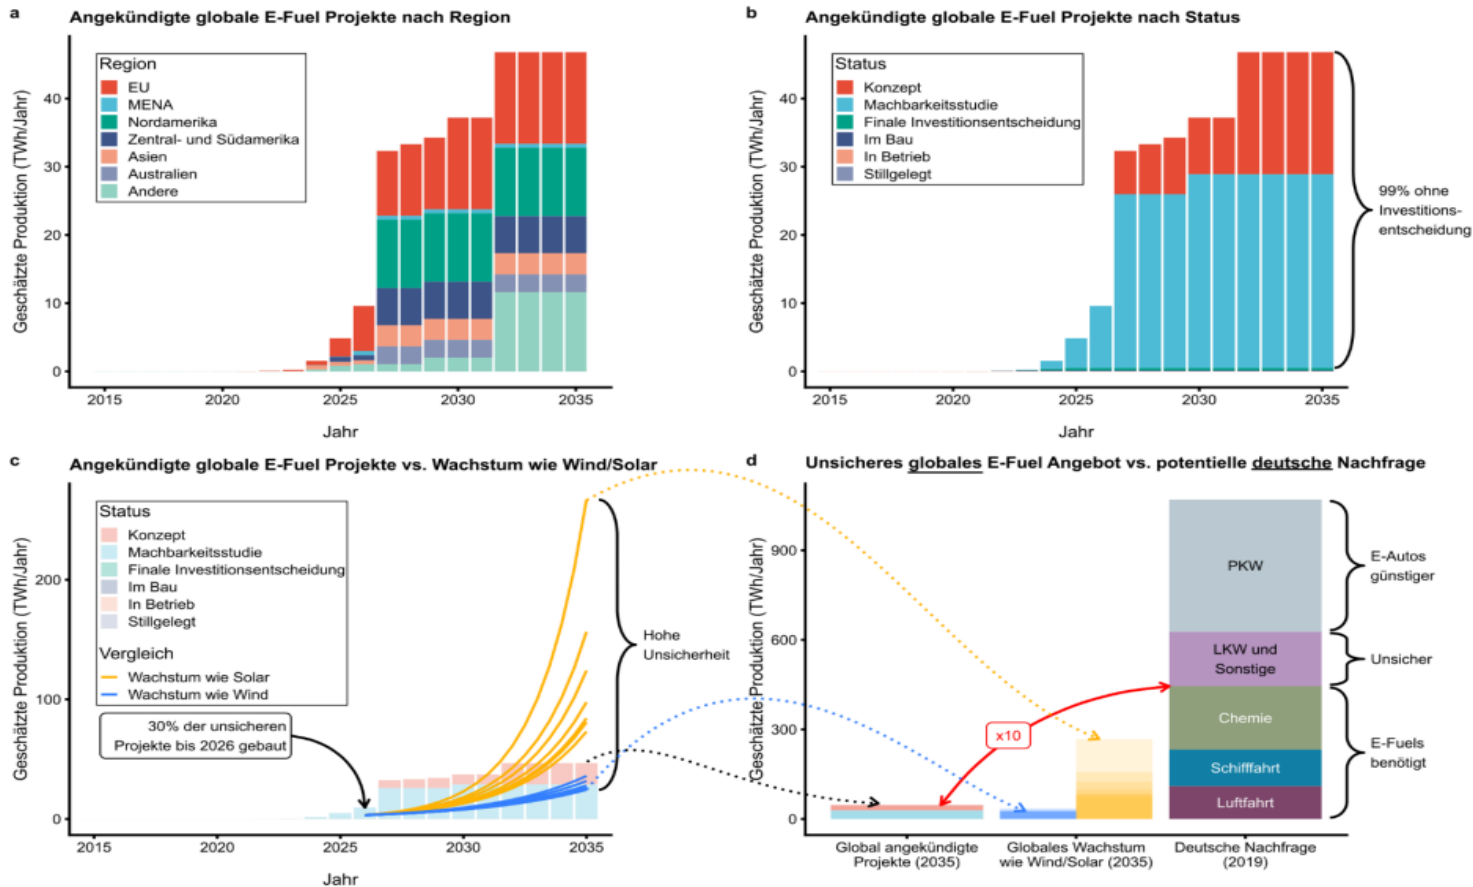 a
Angekündigte globale E-Fuel Projekte nach Region
Geschätzte Produktion (TWh/Jahr)
40
30
20
10
0
Region
EU
MENA
Nordamerika
Zentral- und Südamerika
Asien
Australien
Andere
2015
2020
2025
2030
2035
Jahr
b
Angekündigte globale E-Fuel Projekte nach Status
Geschätzte Produktion (TWh/Jahr)
40
30
20
10
0
Status
Konzept
Machbarkeitsstudie
Finale Investitionsentscheidung
Im Bau
In Betrieb
Stillgelegt
99% ohne
Investitions-
entscheidung
2015
2020
2025
2030
2035
Jahr
c
Angekündigte globale E-Fuel Projekte vs. Wachstum wie Wind/Solar
Geschätzte Produktion (TWh/Jahr)
200
100
0
Status
Konzept
Machbarkeitsstudie
Finale Investitionsentscheidung
Im Bau
In Betrieb
Stillgelegt
Vergleich
Wachstum wie Solar
Wachstum wie Wind
30% der unsicheren
Projekte bis 2026 gebaut
Hohe
Unsicherheit
2015
2020
2025
2030
2035
Jahr
d
Unsicheres globales E-Fuel Angebot vs. potentielle deutsche Nachfrage
Geschätzte Produktion (TWh/Jahr)
900
600
300
0
x10
PKW
LKW und
Sonstige
Chemie
Schifffahrt
Luftfahrt
E-Autos
günstiger
Unsicher
E-Fuels
benötigt
Global angekündigte
Projekte (2035)
Globales Wachstum
wie Wind/Solar (2035)
Deutsche Nachfrage
(2019)